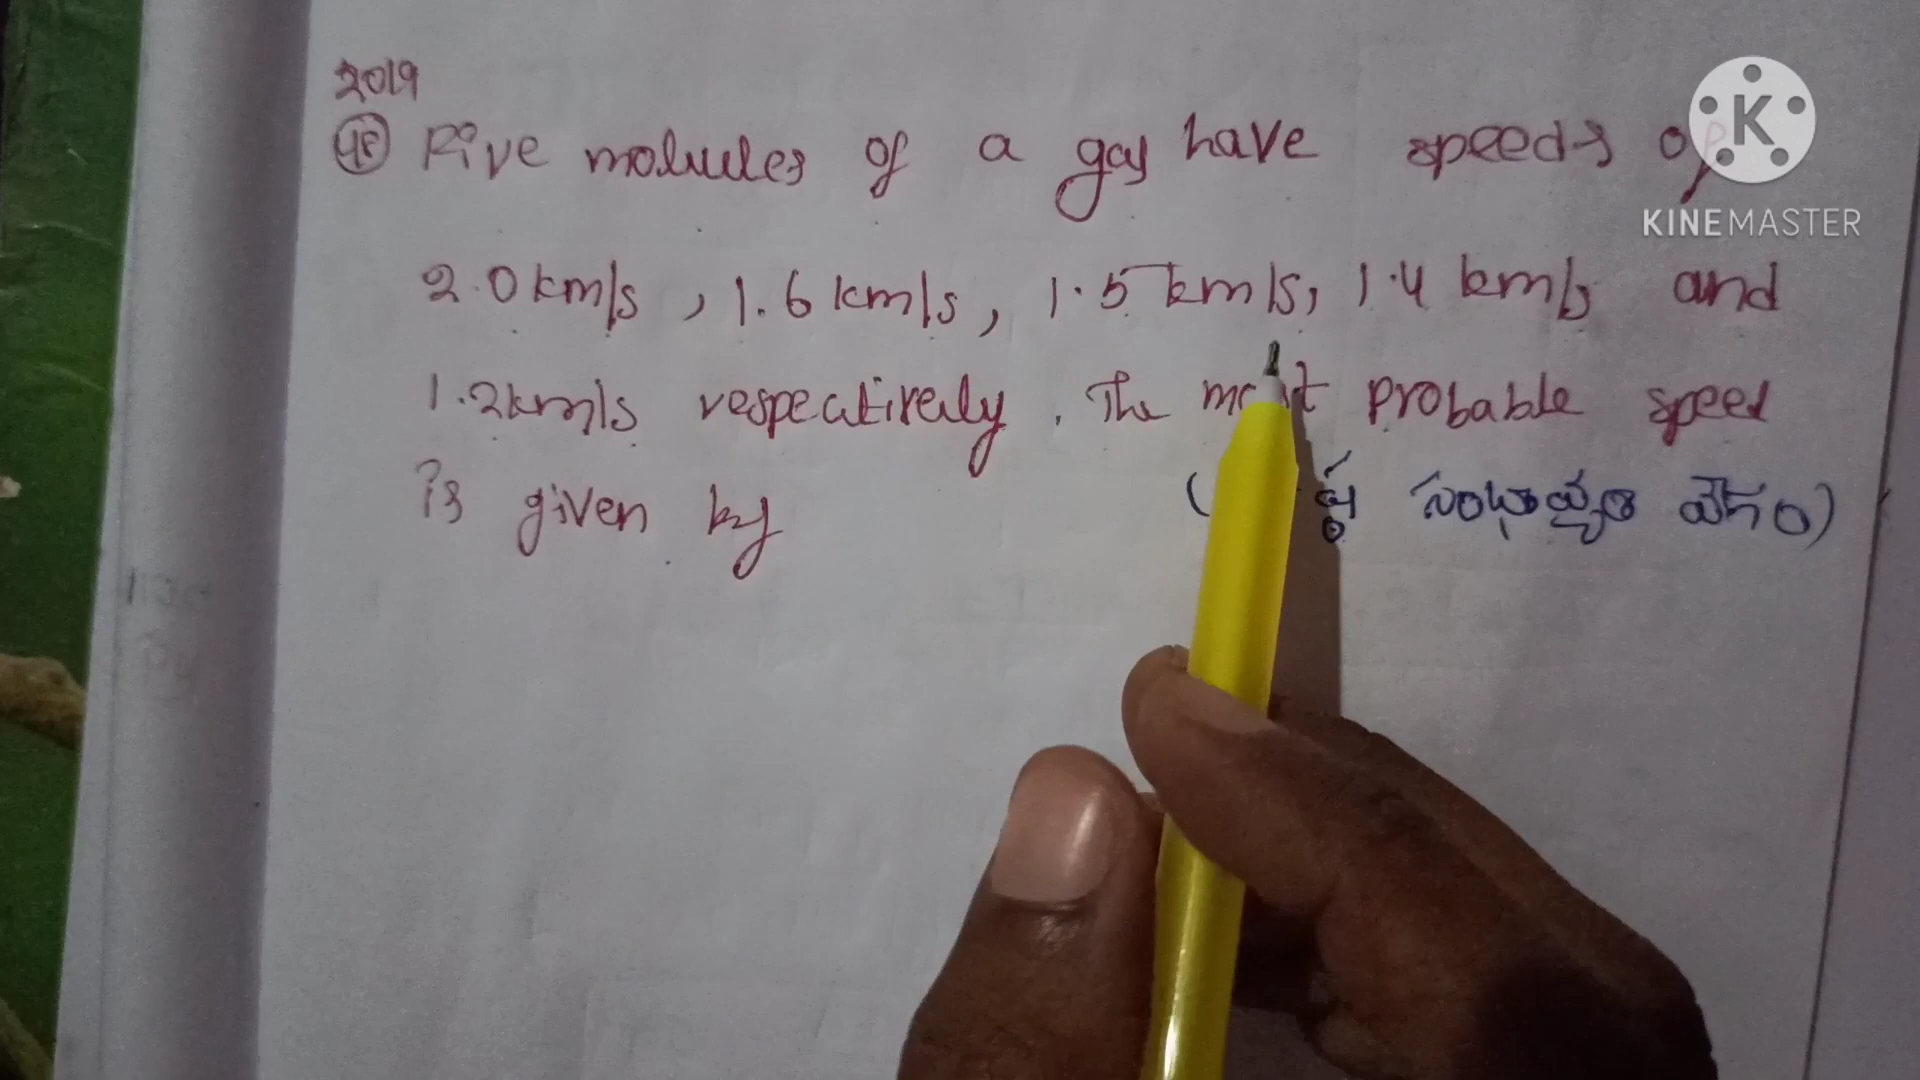 2019
48 Five molecules of a gas have speeds of
KINEMASTER
2.0 km/s, 1.6 km/s, 1.5 km/s, 1.4 km/s and
1.2 km/s respectively. The most probable speed
is given by
సంభావ్యత వేగం)